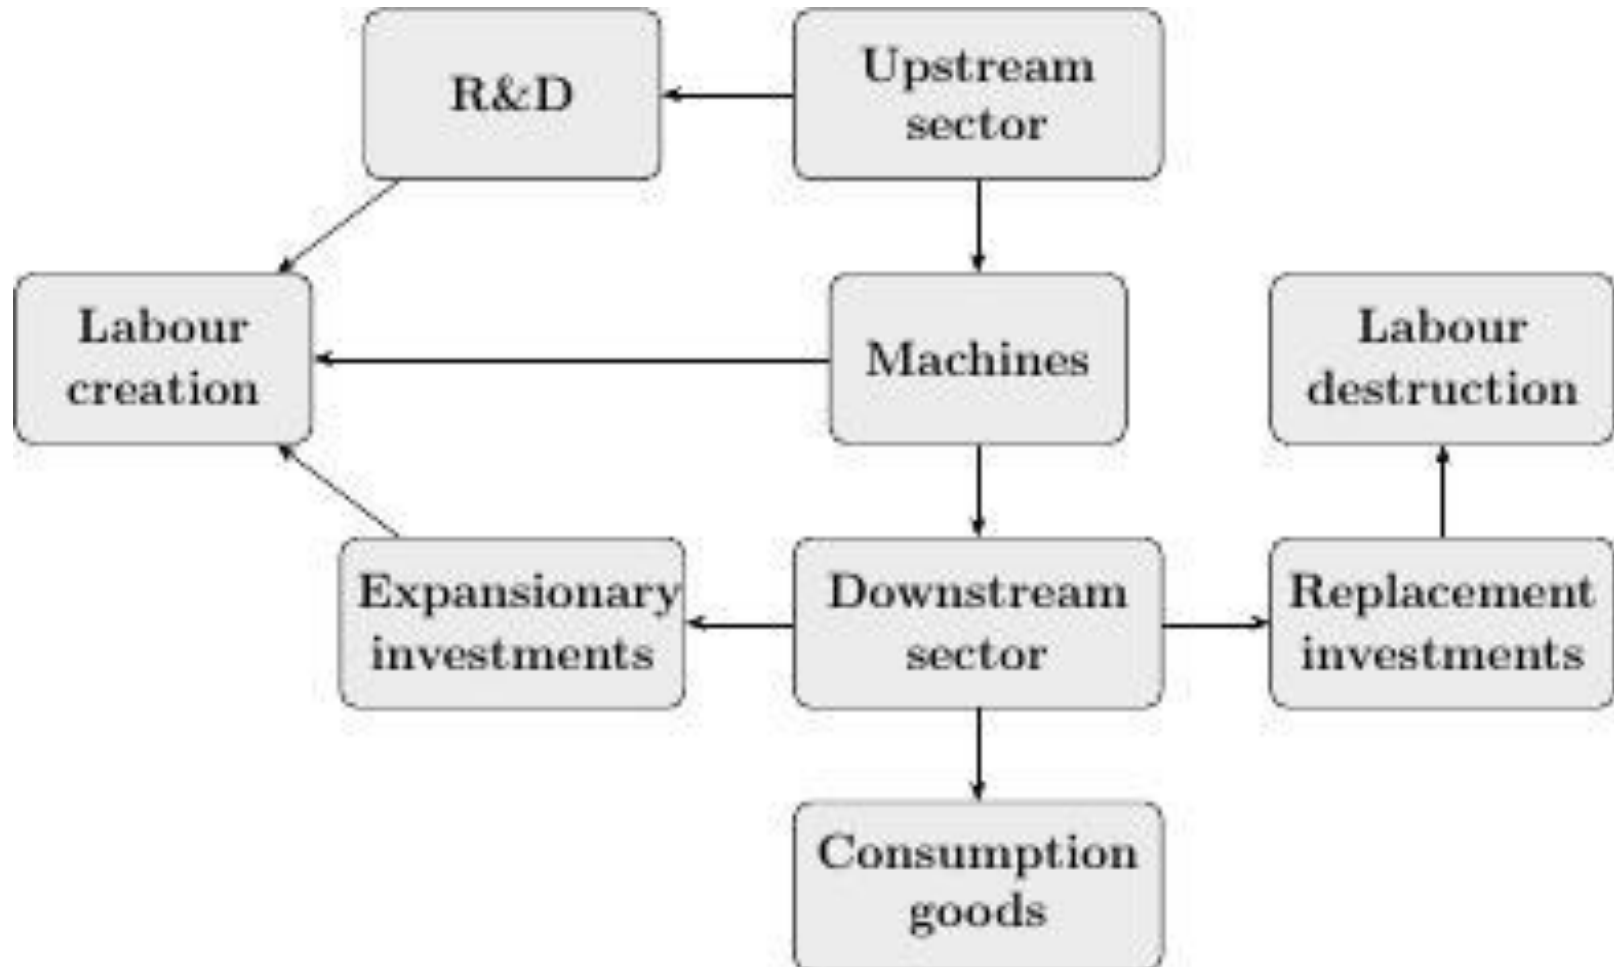 R&D
Upstream
sector
Labour
creation
Machines
Labour
destruction
Expansionary
investments
Downstream
sector
Replacement
investments
Consumption
goods